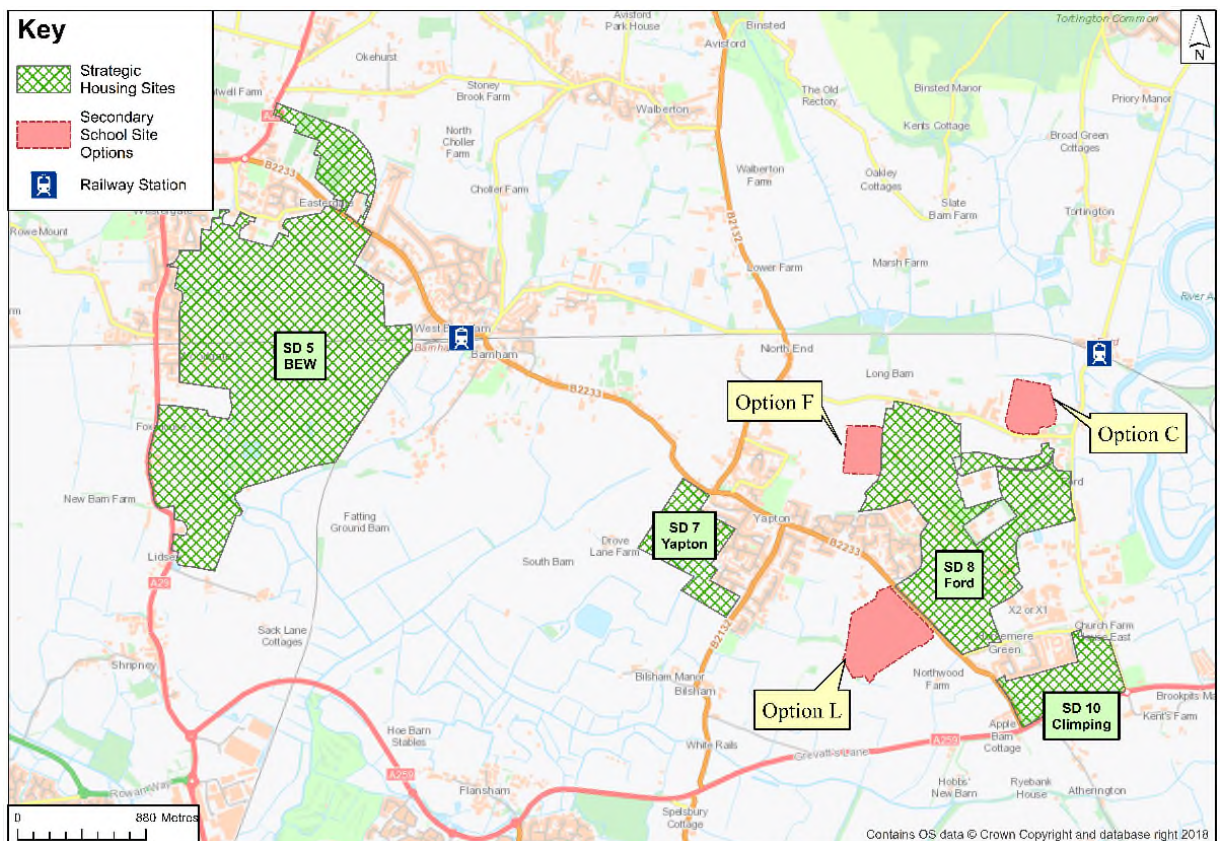 Key
Strategic
Housing Sites
Secondary
School Site
Options
Railway Station
N
Avisford
Park House
Binsted
Avisford
Tortington Common
Okehurst
Stoney
Brook Farm
Walberton
The Old
Rectory
Binsted Manor
Priory Manor
Kents Cottage
Broad Green
Cottages
North
Choller
Farm
Choller Farm
Walberton
Farm
Oakley
Cottages
Slate
Barn Farm
Tortington
B2233
Eastergate
Rowe Mount
B2132
Lower Farm
Marsh Farm
SD 5
BEW
Barnham
North End
Long Barn
B2233
Option F
Option C
New Barn Farm
Fatting
Ground Barn
Yapton
SD 7
Yapton
Drove
Lane Farm
South Barn
B2233
SD 8
Ford
X2 or X1
Church Farm
A29
Sack Lane
Cottages
B2132
Shripney
Bilsham Manor
Bilsham
Northwood
Farm
Option L
SD 10
Climping
Kent's Farm
Apple
Barn Cottage
Hoe Barn
Stables
White Rails
Grevatt's Lane
A259
A259
Rowan Way
Flansham
Spelsbury
Cottage
Hobbs'
New Barn
Ryebank
House
Atherington
0
880 Metres
Contains OS data © Crown Copyright and database right 2018